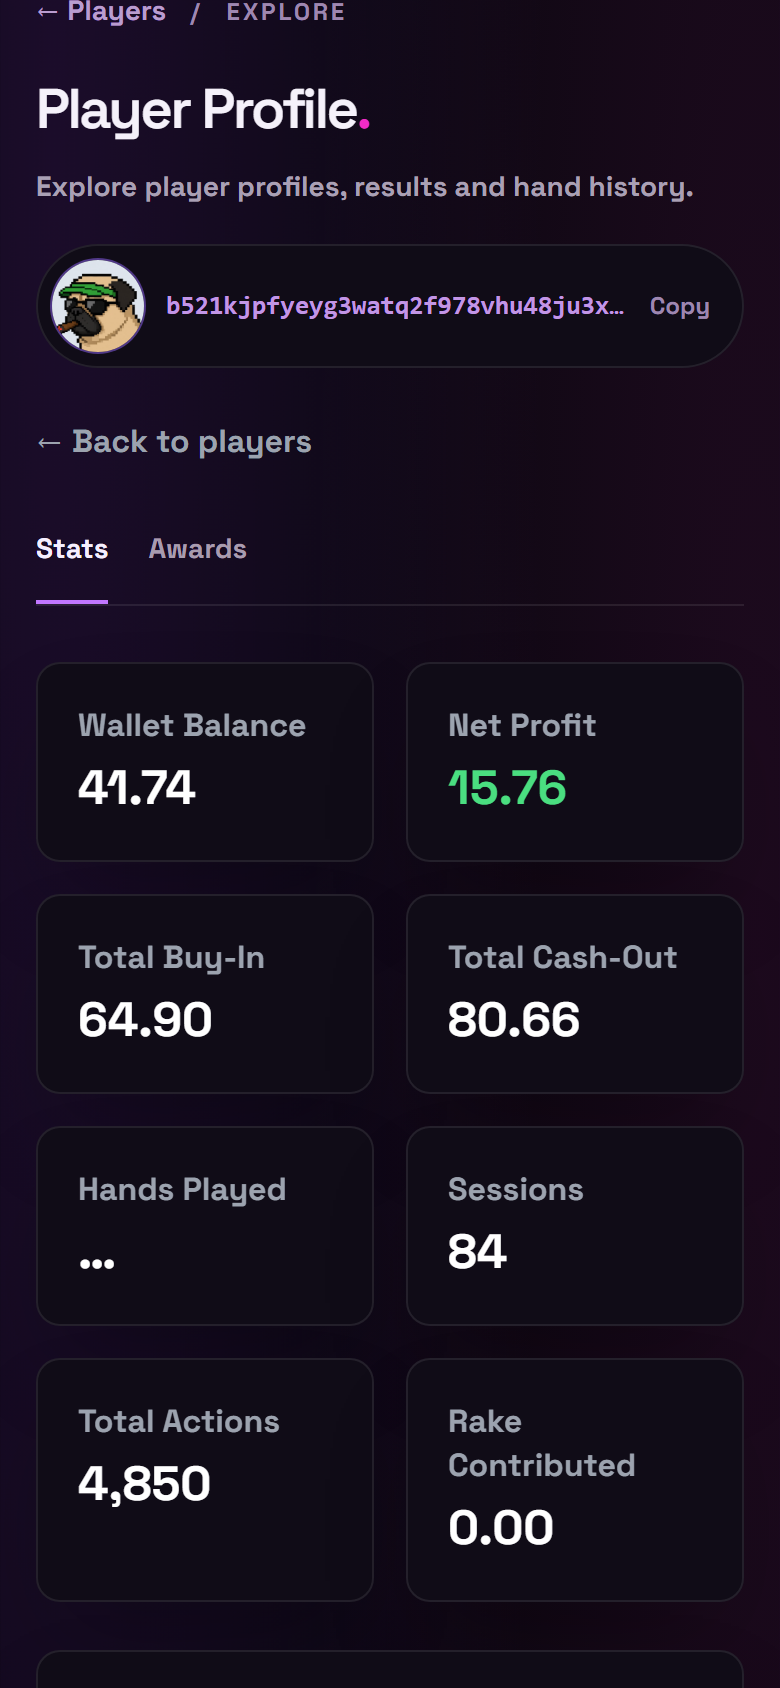 ← Players / EXPLORE
Player Profile.
Explore player profiles, results and hand history.
b521kjpfyeyg3watq2f978vhu48ju3x… Copy
← Back to players
Stats Awards
Wallet Balance Net Profit
41.74 15.76
Total Buy-In Total Cash-Out
64.90 80.66
Hands Played Sessions
… 84
Total Actions Rake
Contributed
4,850 0.00